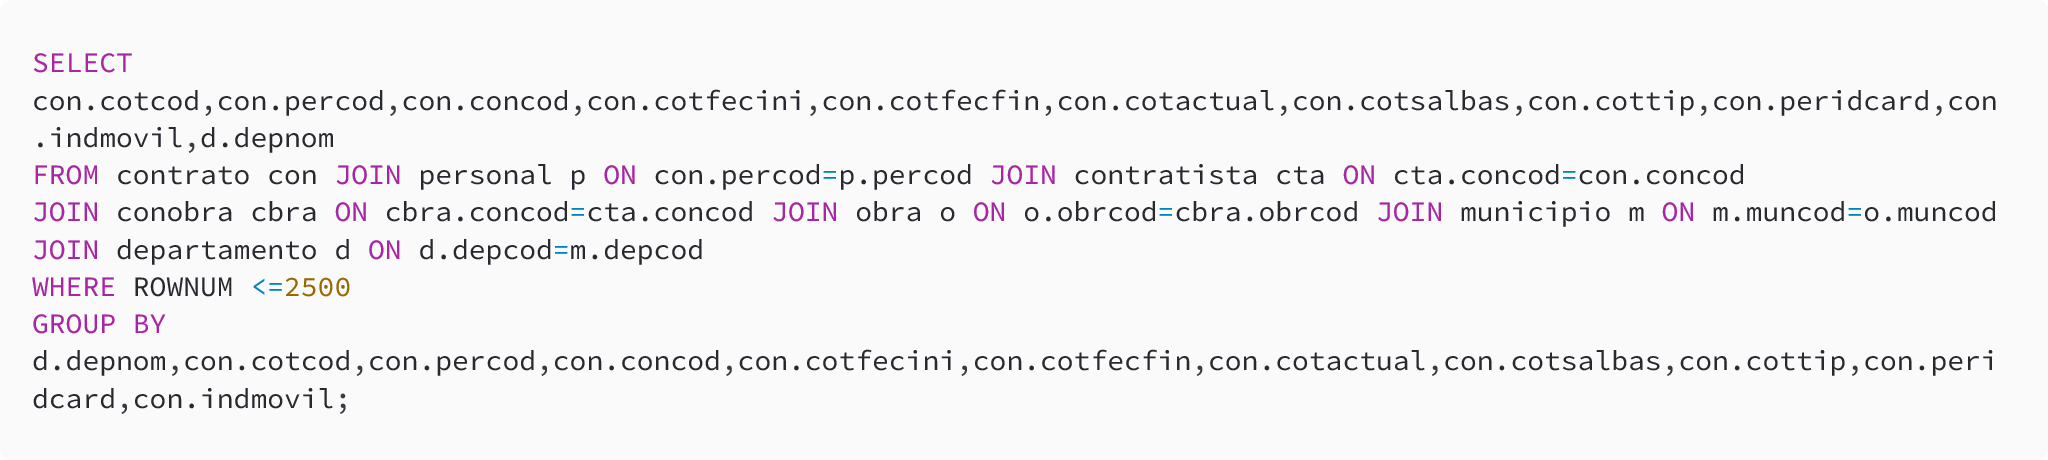 SELECT
con.cotcod,con.percod,con.concod,con.cotfecini,con.cotfecfin,con.cotactual,con.cotsalbas,con.cottip,con.peridcard,con
.indmovil,d.depnom
FROM contrato con JOIN personal p ON con.percod=p.percod JOIN contratista cta ON cta.concod=con.concod
JOIN conobra cbra ON cbra.concod=cta.concod JOIN obra o ON o.obrcod=cbra.obrcod JOIN municipio m ON m.muncod=o.muncod
JOIN departamento d ON d.depcod=m.depcod
WHERE ROWNUM <=2500
GROUP BY
d.depnom,con.cotcod,con.percod,con.concod,con.cotfecini,con.cotfecfin,con.cotactual,con.cotsalbas,con.cottip,con.peri
dcard,con.indmovil;